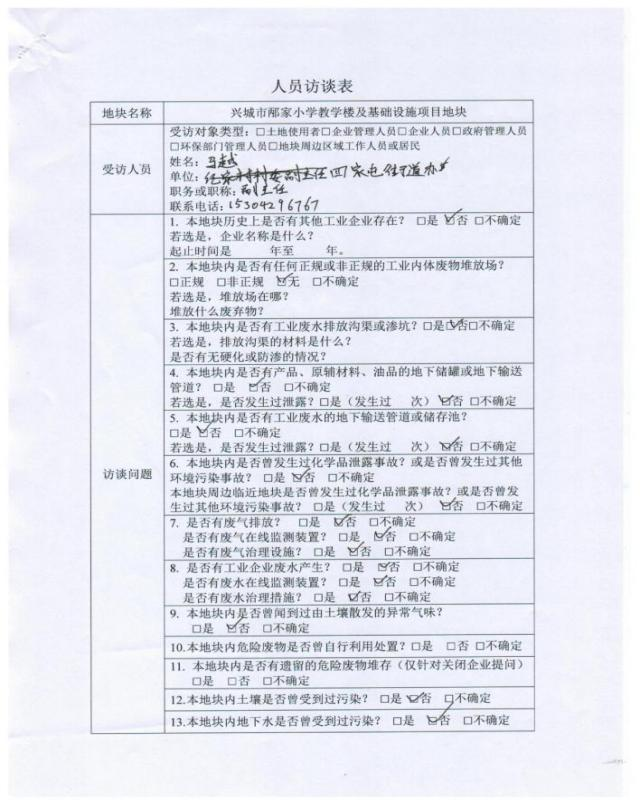 人员访谈表
地块名称 兴城市邴家小学教学楼及基础设施项目地块
受访人员
受访对象类型：□土地使用者□企业管理人员□企业人员□政府管理人员
□环保部门管理人员□地块周边区域工作人员或居民
姓名：马越
单位： 副主任四家屯街道办
职务或职称：副主任
联系电话：15304296767
访谈问题
1. 本地块历史上是否有其他工业企业存在？ □是 ☑否 □不确定
若选是，企业名称是什么？
起止时间是 年至 年。
2. 本地块内是否有任何正规或非正规的工业内体废物堆放场？
□正规 □非正规 ☑无 □不确定
若选是，堆放场在哪？
堆放什么废弃物？
3. 本地块内是否有工业废水排放沟渠或渗坑？□是☑否□不确定
若选是，排放沟渠的材料是什么？
是否有无硬化或防渗的情况？
4. 本地块内是否有产品、原辅材料、油品的地下储罐或地下输送
管道？ □是 ☑否 □不确定
若选是，是否发生过泄露？□是（发生过 次）☑否 □不确定
5. 本地块内是否有工业废水的地下输送管道或储存池？
□是 ☑否 □不确定
若选是，是否发生过泄露？□是（发生过 次）☑否 □不确定
6. 本地块内是否曾发生过化学品泄露事故？或是否曾发生过其他
环境污染事故？ □是 ☑否 □不确定
本地块周边临近地块是否曾发生过化学品泄露事故？或是否曾发
生过其他环境污染事故？ □是（发生过 次） ☑否 □不确定
7. 是否有废气排放？ □是 ☑否 □不确定
是否有废气在线监测装置？ □是 ☑否 □不确定
是否有废气治理设施？ □是 ☑否 □不确定
8. 是否有工业企业废水产生？ □是 ☑否 □不确定
是否有废水在线监测装置？ □是 ☑否 □不确定
是否有废水治理措施？ □是 ☑否 □不确定
9. 本地块内是否曾闻到过由土壤散发的异常气味？
□是 ☑否 □不确定
10.本地块内危险废物是否曾自行利用处置？□是 □否 □不确定
11. 本地块内是否有遗留的危险废物堆存（仅针对关闭企业提问）
□是 □否 □不确定
12.本地块内土壤是否曾受到过污染？ □是 ☑否 □不确定
13.本地块内地下水是否曾受到过污染？ □是 ☑否 □不确定